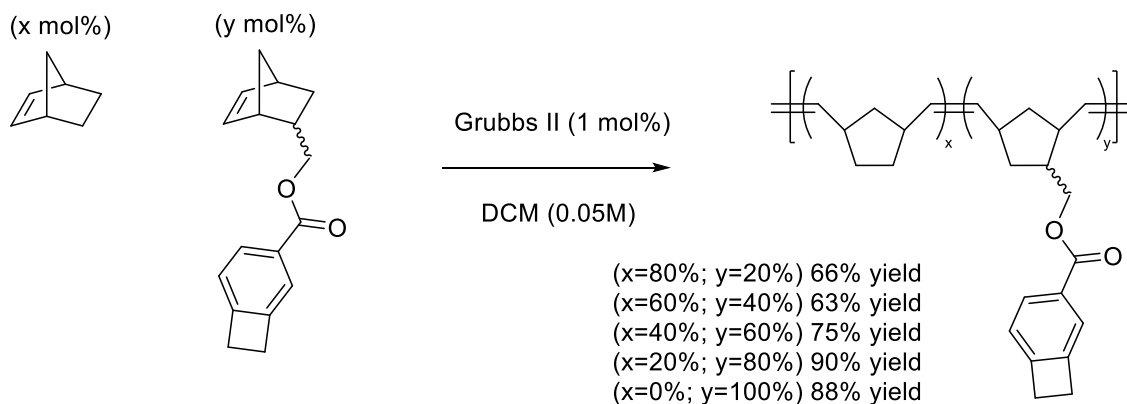 (x mol%)
(y mol%)
Grubbs II (1 mol%)
DCM (0.05M)
x
y
O
O
O
O
(x=80%; y=20%) 66% yield
(x=60%; y=40%) 63% yield
(x=40%; y=60%) 75% yield
(x=20%; y=80%) 90% yield
(x=0%; y=100%) 88% yield